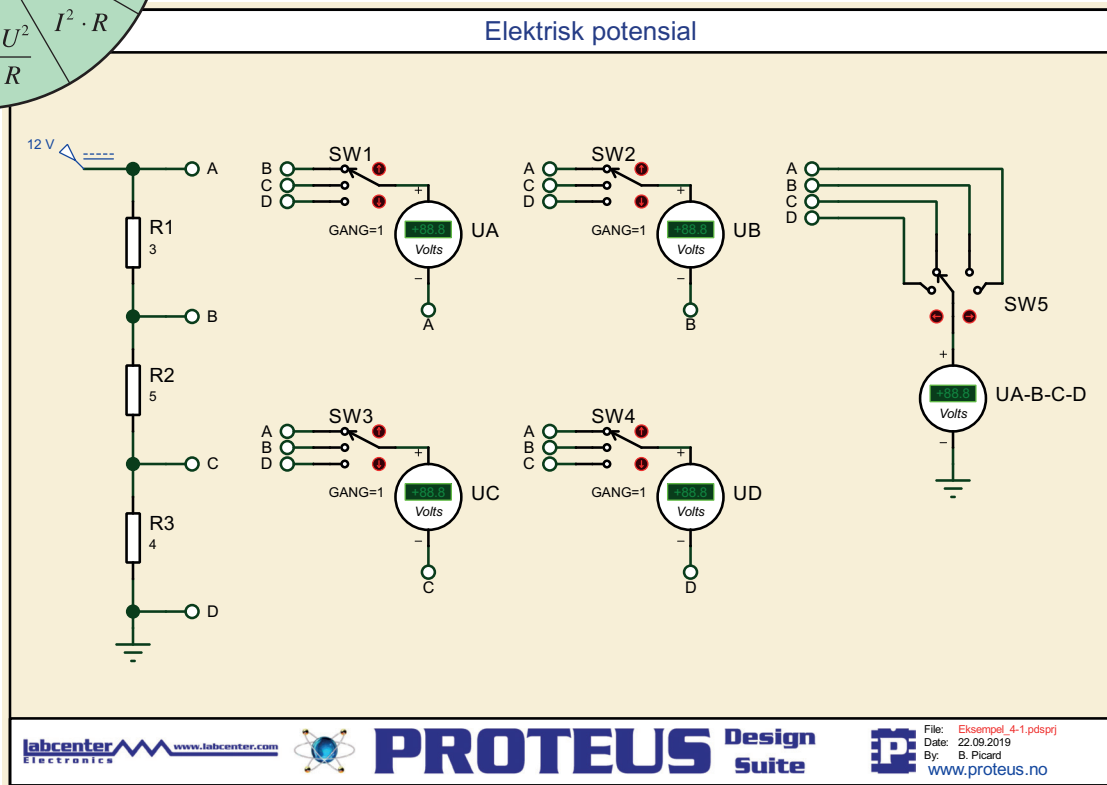 U² / R
I² · R
Elektrisk potensial
12 V
A
R1
3
B
R2
5
C
R3
4
D
B
C
D
SW1
GANG=1
+
+88.8
Volts
−
UA
A
A
C
D
SW2
GANG=1
+
+88.8
Volts
−
UB
B
A
B
C
D
SW5
+
+88.8
Volts
−
UA-B-C-D
A
B
D
SW3
GANG=1
+
+88.8
Volts
−
UC
C
A
B
C
SW4
GANG=1
+
+88.8
Volts
−
UD
D
labcenter www.labcenter.com
Electronics
PROTEUS Design Suite
P
File: Eksempel_4-1.pdsprj
Date: 22.09.2019
By: B. Picard
www.proteus.no